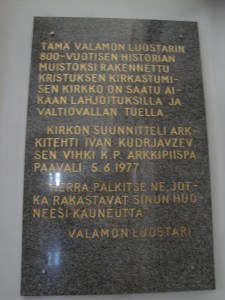 TÄMÄ VALAMON LUOSTARIN
800-VUOTISEN HISTORIAN
MUISTOKSI RAKENNETTU
KRISTUKSEN KIRKASTUMI-
SEN KIRKKO ON SAATU AI-
KAAN LAHJOITUKSILLA JA
VALTIOVALLAN TUELLA.
KIRKON SUUNNITTELI ARK-
KITEHTI IVAN KUDRJAVZEV
SEN VIHKI K.P. ARKKIPIISPA
PAAVALI 5.6.1977
HERRA PALKITSE NE, JOT-
KA RAKASTAVAT SINUN HUO-
NEESI KAUNEUTTA
VALAMON LUOSTARI